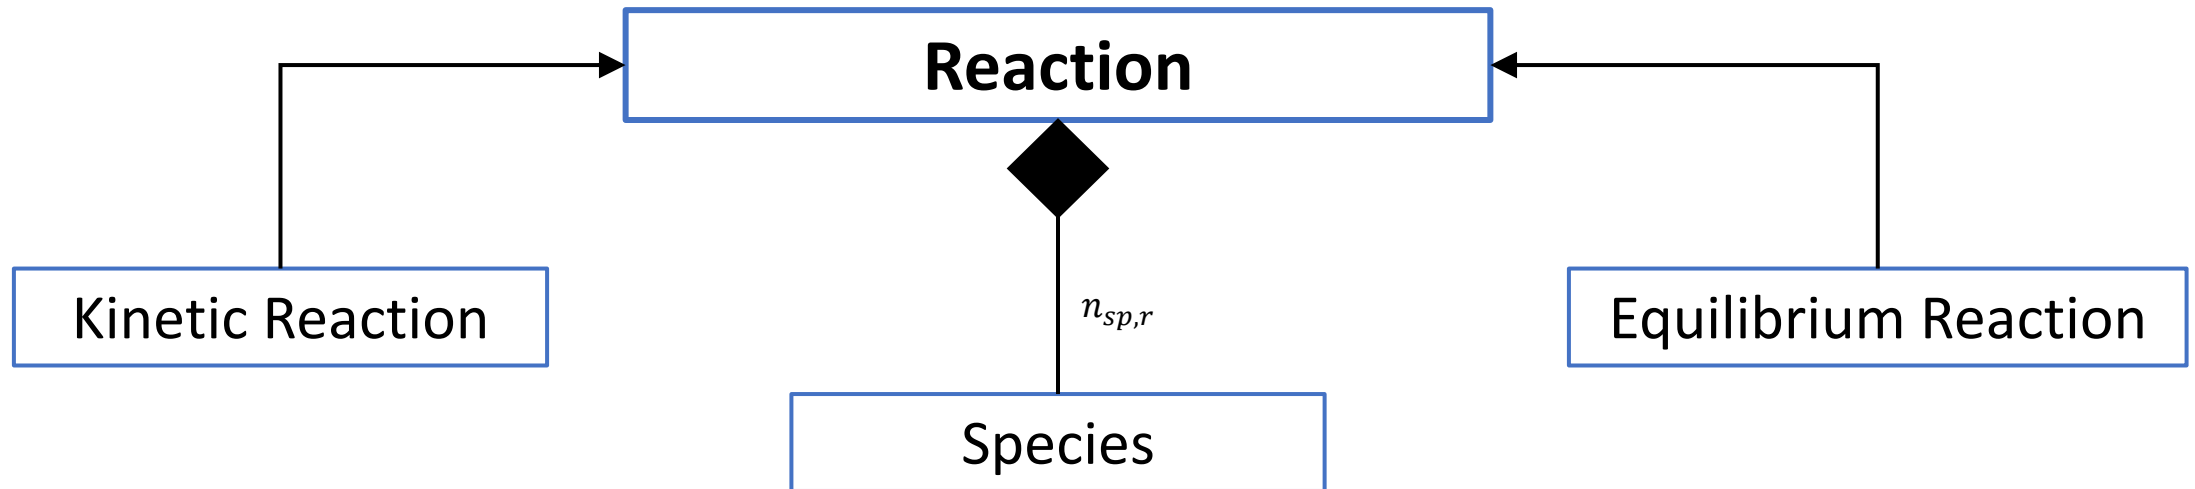 Reaction
Kinetic Reaction
n_{sp,r}
Equilibrium Reaction
Species